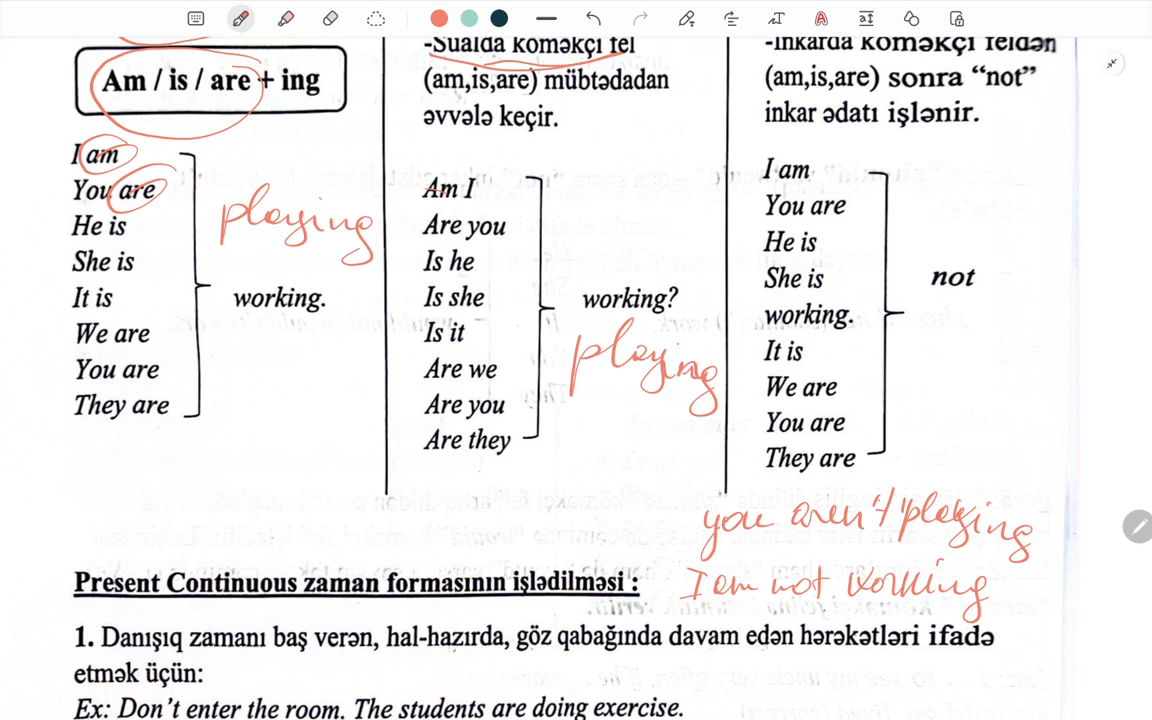 Am / is / are + ing
I am
You are
He is
She is
It is
We are
You are
They are
playing
working.
-Sualda köməkçi fel
(am,is,are) mübtədadan
əvvələ keçir.
Am I
Are you
Is he
Is she
Is it
Are we
Are you
Are they
working?
playing
-İnkarda köməkçi feldən
(am,is,are) sonra “not”
inkar ədatı işlənir.
I am
You are
He is
She is
working.
It is
We are
You are
They are
not
you aren't playing
I am not working
Present Continuous zaman formasının işlədilməsi :
1. Danışıq zamanı baş verən, hal-hazırda, göz qabağında davam edən hərəkətləri ifadə
etmək üçün:
Ex: Don’t enter the room. The students are doing exercise.